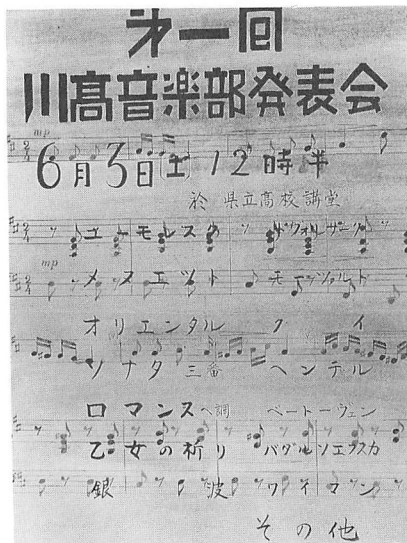 才一回
川高音楽部発表会
mp
6月3日(土)12時半
於 県立高校講堂
ユーモレスク ドヴォルザーク
mp
メヌエット モーツァルト
オリエンタル クイ
ソナタ三番 ヘンデル
ロマンスヘ調 ベートーヴェン
乙女の祈り バダルソエフスカ
銀波 ワイマン
その他